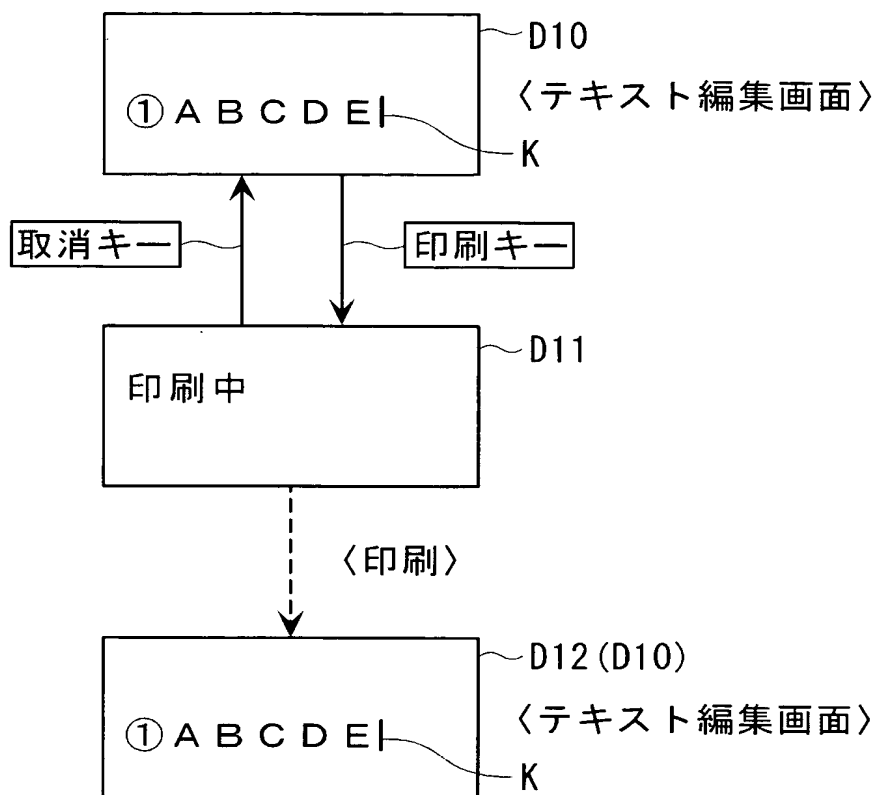 D10
〈テキスト編集画面〉
①ABCDE
K
取消キー
印刷キー
D11
印刷中
〈印刷〉
D12(D10)
〈テキスト編集画面〉
①ABCDE
K